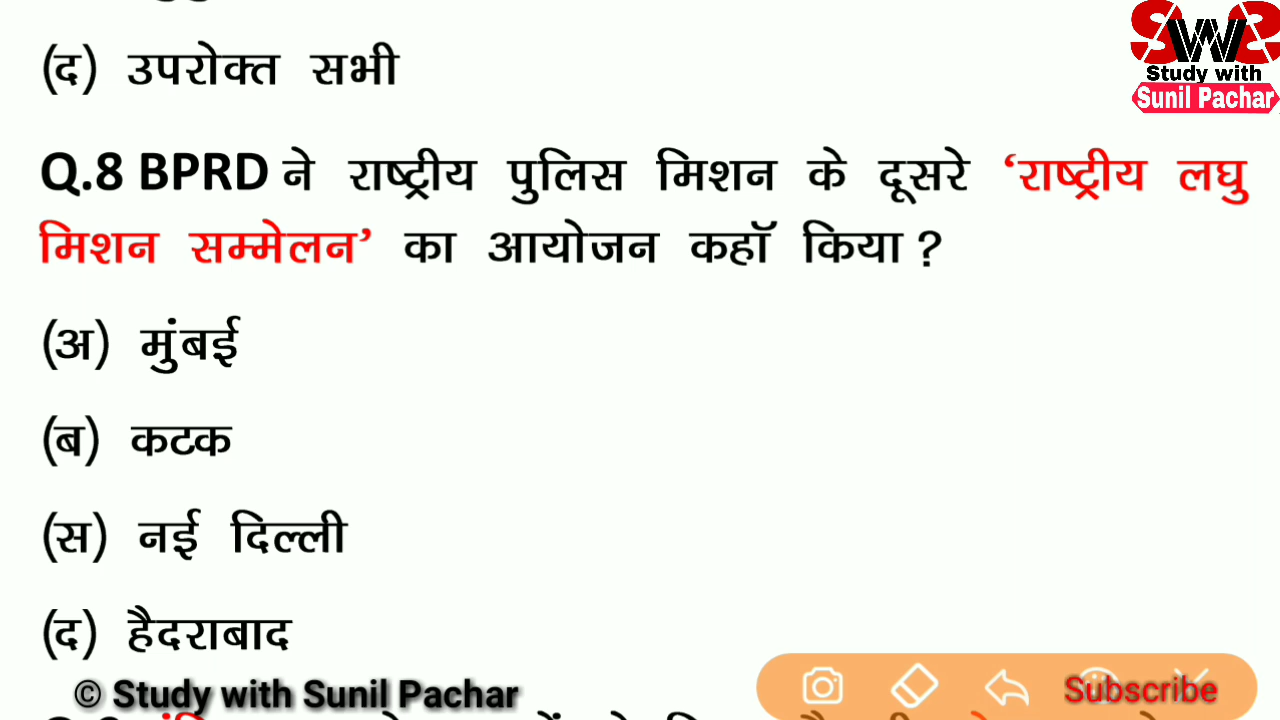 (द) उपरोक्त सभी
Study with
Sunil Pachar
Q.8 BPRD ने राष्ट्रीय पुलिस मिशन के दूसरे ‘राष्ट्रीय लघु
मिशन सम्मेलन’ का आयोजन कहाॅ किया ?
(अ) मुंबई
(ब) कटक
(स) नई दिल्ली
(द) हैदराबाद
© Study with Sunil Pachar
Subscribe